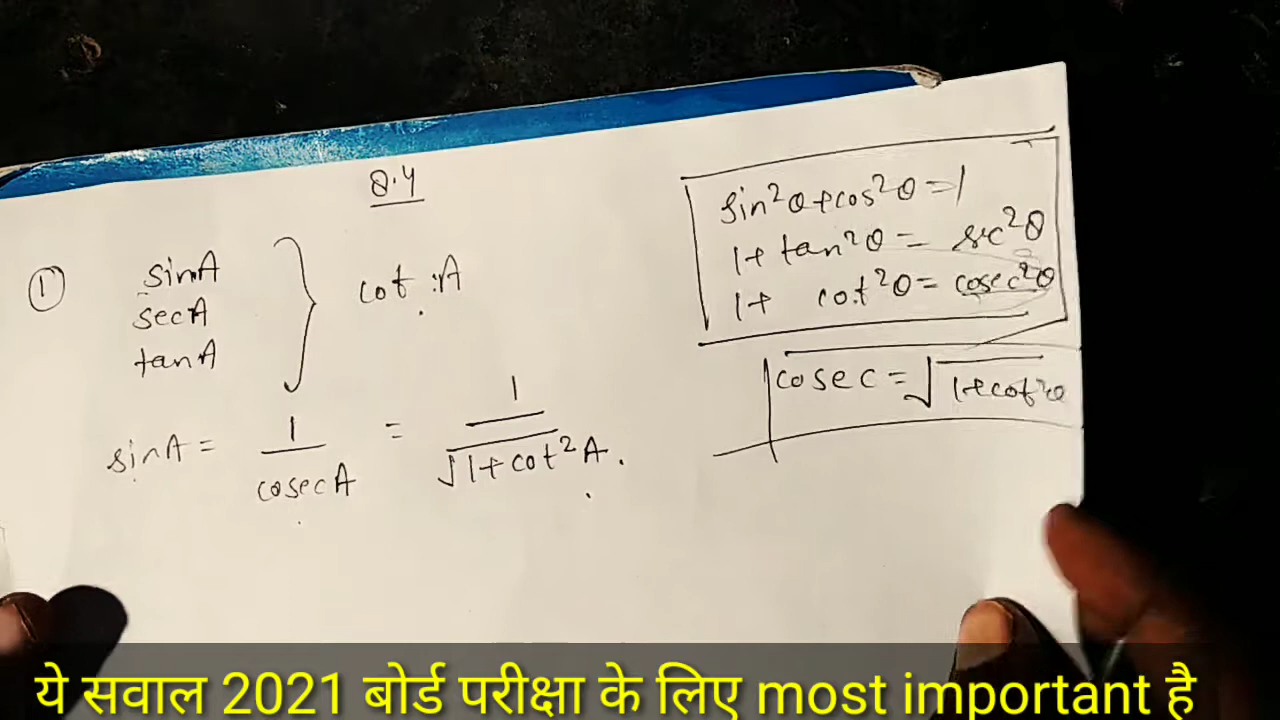 8.4
① sinA
secA
tanA
cot A
sinA = 1/cosecA = 1/√1+cot²A.
sin²θ+cos²θ=1
1+tan²θ = sec²θ
1+ cot²θ = cosec²θ
cosec = √1+cot²θ
ये सवाल 2021 बोर्ड परीक्षा के लिए most important है